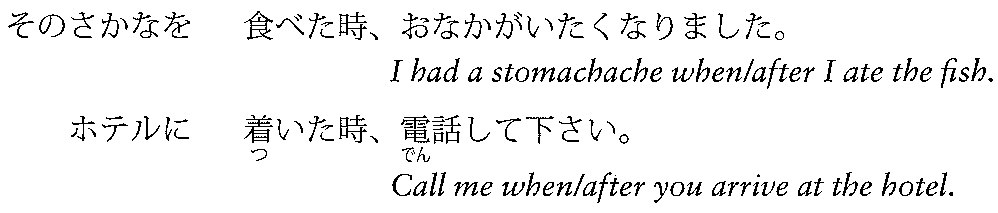 そのさかなを 食べた時、おなかがいたくなりました。
I had a stomachache when/after I ate the fish.
ホテルに 着いた時、電話して下さい。
つ でん
Call me when/after you arrive at the hotel.